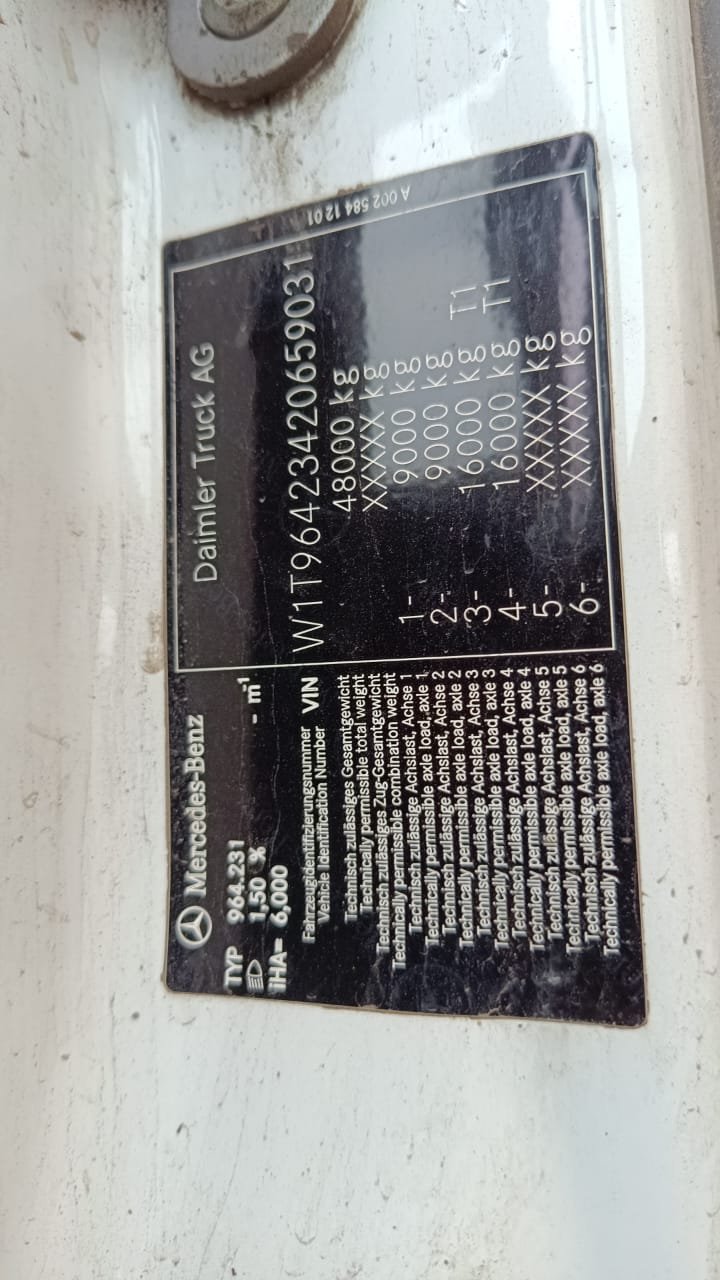 Mercedes-Benz
Daimler Truck AG
TYP 964.231
1,50 % - m⁻¹
iHA= 6,000
Fahrzeugidentifizierungsnummer
Vehicle Identification Number VIN W1T96423420659031
Technisch zulässiges Gesamtgewicht
Technically permissible total weight 48000 kg
Technisch zulässiges Zug-Gesamtgewicht
Technically permissible combination weight XXXXX kg
Technisch zulässige Achslast, Achse 1
Technically permissible axle load, axle 1 1- 9000 kg
Technisch zulässige Achslast, Achse 2
Technically permissible axle load, axle 2 2- 9000 kg
Technisch zulässige Achslast, Achse 3
Technically permissible axle load, axle 3 3- 16000 kg T1
Technisch zulässige Achslast, Achse 4
Technically permissible axle load, axle 4 4- 16000 kg T1
Technisch zulässige Achslast, Achse 5
Technically permissible axle load, axle 5 5- XXXXX kg
Technisch zulässige Achslast, Achse 6
Technically permissible axle load, axle 6 6- XXXXX kg
A 002 584 12 01